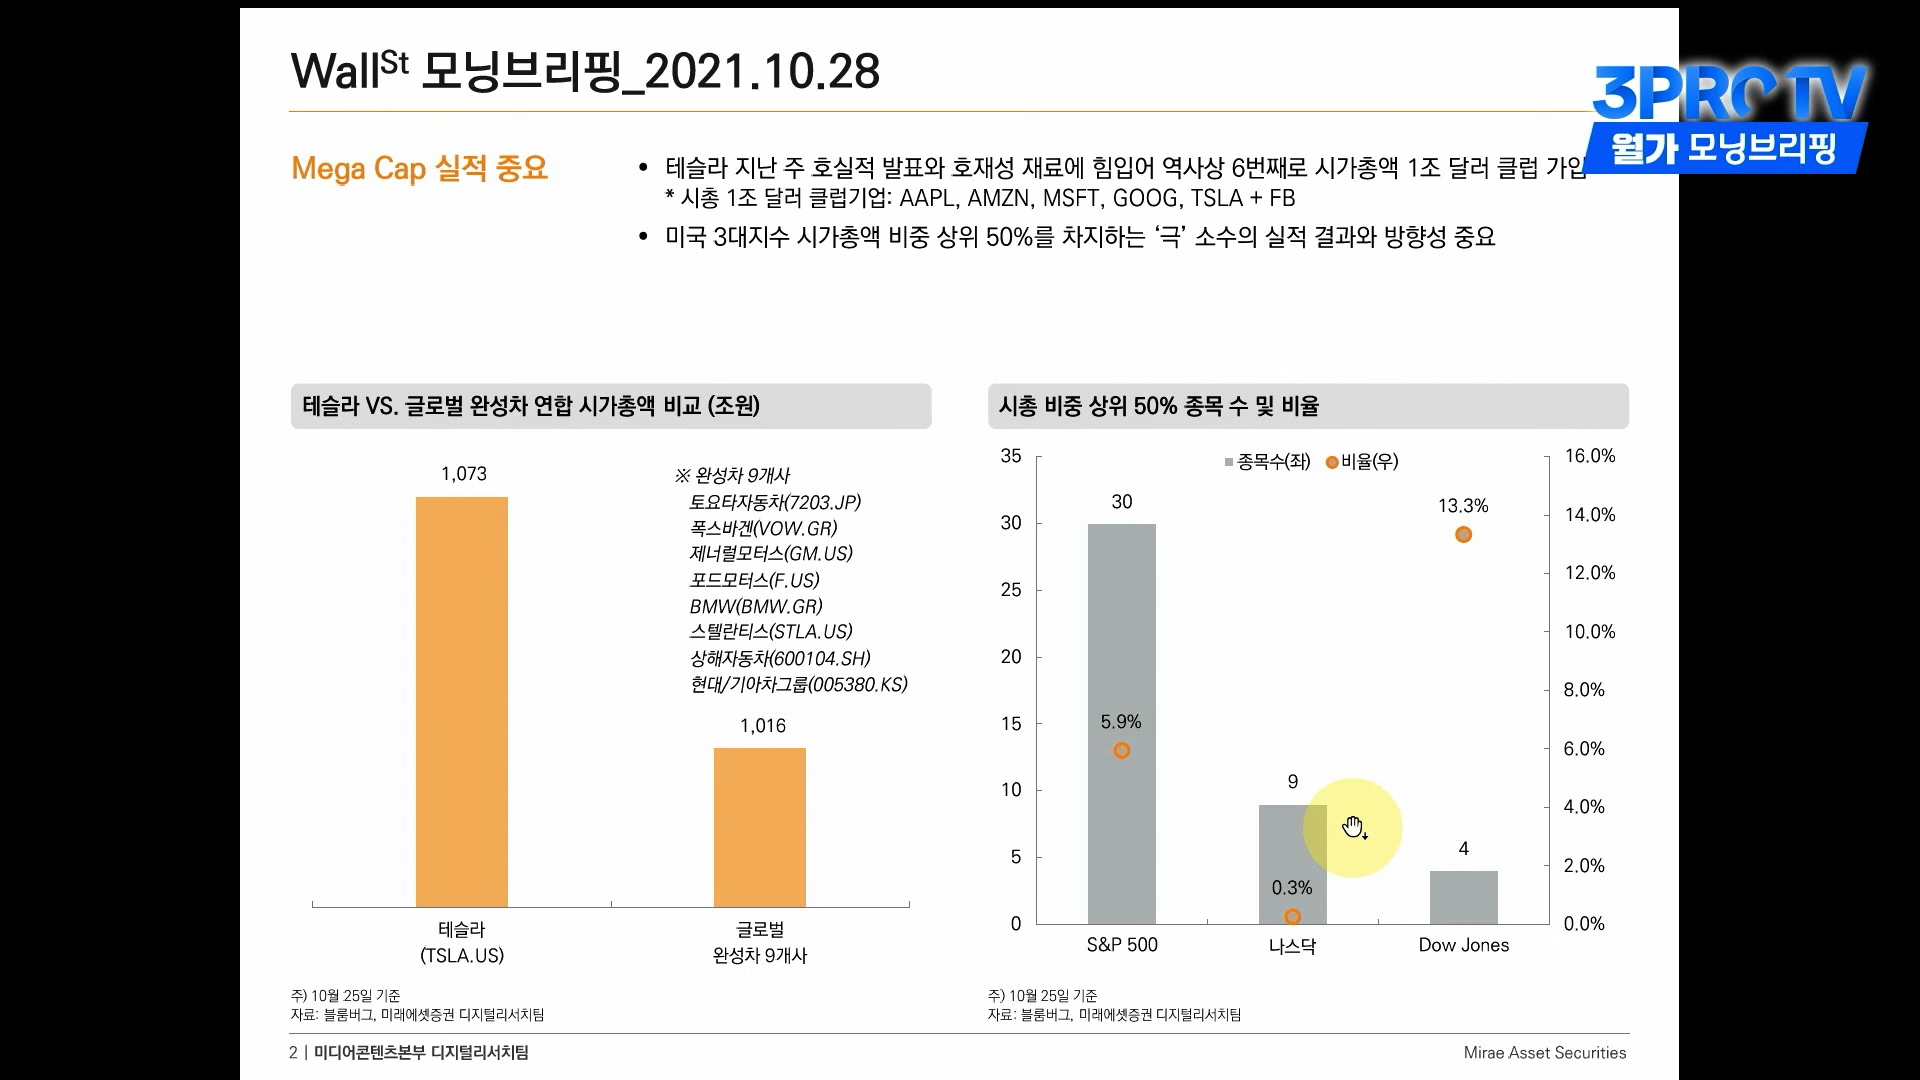 WallSt 모닝브리핑_2021.10.28
3PRO TV
월가 모닝브리핑
Mega Cap 실적 중요
• 테슬라 지난 주 호실적 발표와 호재성 재료에 힘입어 역사상 6번째로 시가총액 1조 달러 클럽 가입
* 시총 1조 달러 클럽기업: AAPL, AMZN, MSFT, GOOG, TSLA + FB
• 미국 3대지수 시가총액 비중 상위 50%를 차지하는 ‘극’ 소수의 실적 결과와 방향성 중요
테슬라 VS. 글로벌 완성차 연합 시가총액 비교 (조원)
1,073
※ 완성차 9개사
토요타자동차(7203.JP)
폭스바겐(VOW.GR)
제너럴모터스(GM.US)
포드모터스(F.US)
BMW(BMW.GR)
스텔란티스(STLA.US)
상해자동차(600104.SH)
현대/기아차그룹(005380.KS)
1,016
테슬라
(TSLA.US)
글로벌
완성차 9개사
주) 10월 25일 기준
자료: 블룸버그, 미래에셋증권 디지털리서치팀
시총 비중 상위 50% 종목 수 및 비율
종목수(좌) 비율(우)
35
30
25
20
15
10
5
0
16.0%
14.0%
12.0%
10.0%
8.0%
6.0%
4.0%
2.0%
0.0%
30
5.9%
9
0.3%
13.3%
4
S&P 500
나스닥
Dow Jones
주) 10월 25일 기준
자료: 블룸버그, 미래에셋증권 디지털리서치팀
2 | 미디어콘텐츠본부 디지털리서치팀
Mirae Asset Securities